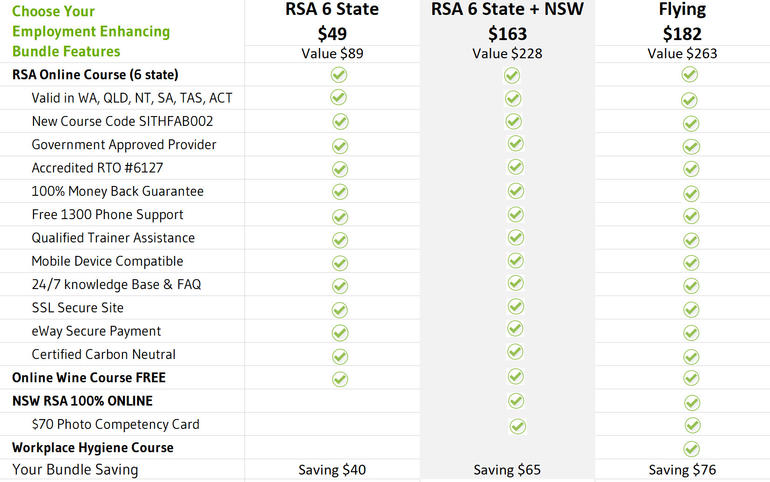 Choose Your
Employment Enhancing
Bundle Features
RSA 6 State
$49
Value $89
RSA 6 State + NSW
$163
Value $228
Flying
$182
Value $263
RSA Online Course (6 state)
Valid in WA, QLD, NT, SA, TAS, ACT
New Course Code SITHFAB002
Government Approved Provider
Accredited RTO #6127
100% Money Back Guarantee
Free 1300 Phone Support
Qualified Trainer Assistance
Mobile Device Compatible
24/7 knowledge Base & FAQ
SSL Secure Site
eWay Secure Payment
Certified Carbon Neutral
Online Wine Course FREE
NSW RSA 100% ONLINE
$70 Photo Competency Card
Workplace Hygiene Course
Your Bundle Saving Saving $40 Saving $65 Saving $76